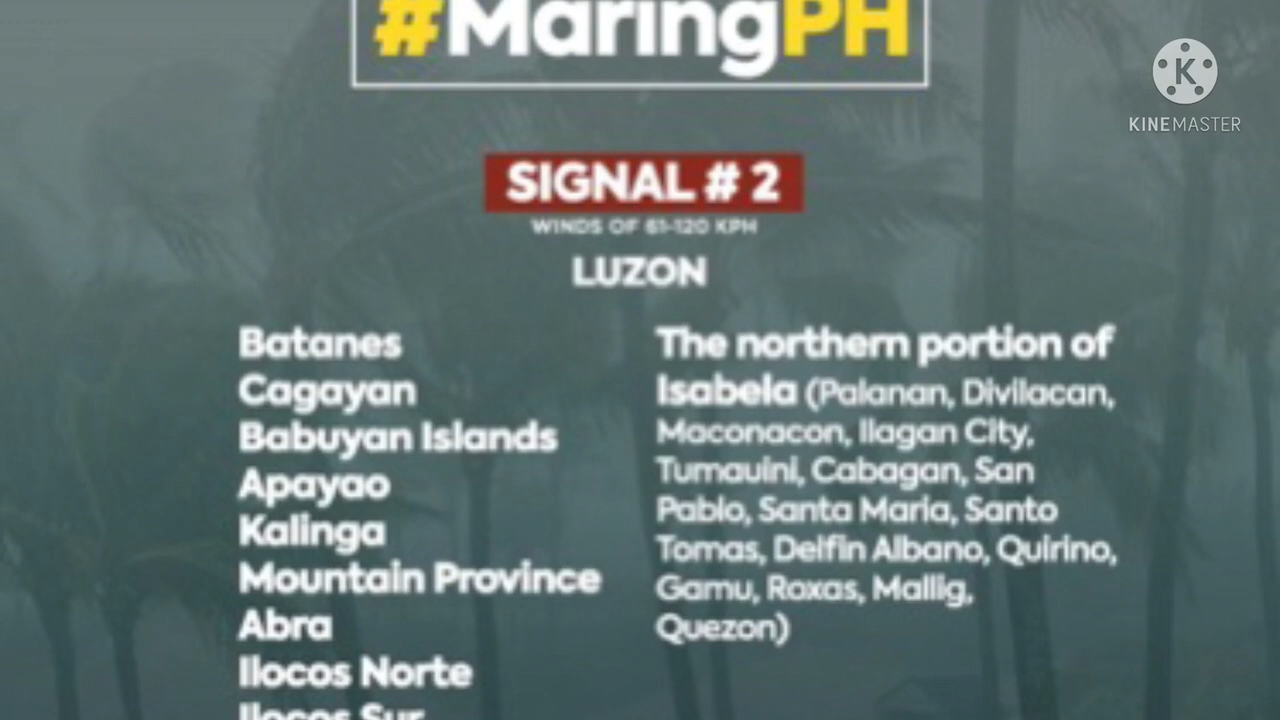 #MaringPH
KINEMASTER
SIGNAL # 2
WINDS OF 61-120 KPH
LUZON
Batanes
Cagayan
Babuyan Islands
Apayao
Kalinga
Mountain Province
Abra
Ilocos Norte
Ilocos Sur
The northern portion of
Isabela (Palanan, Divilacan,
Maconacon, Ilagan City,
Tumauini, Cabagan, San
Pablo, Santa Maria, Santo
Tomas, Delfin Albano, Quirino,
Gamu, Roxas, Mallig,
Quezon)